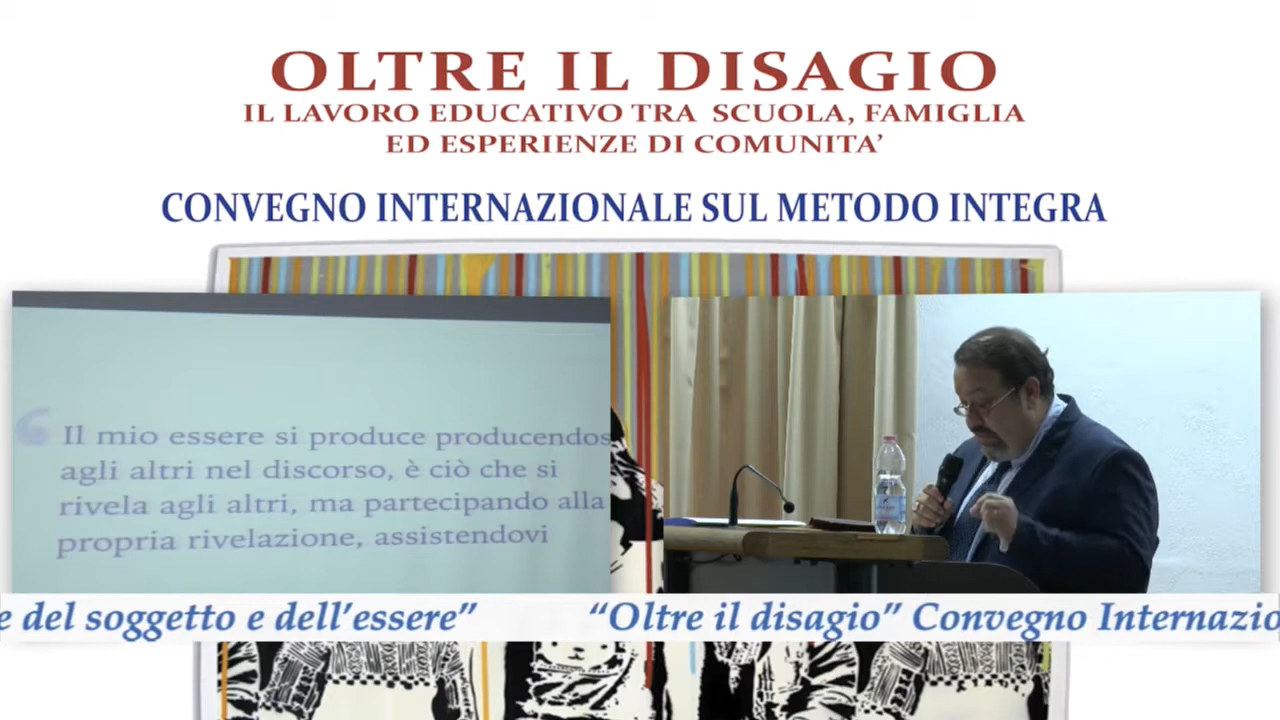 OLTRE IL DISAGIO
IL LAVORO EDUCATIVO TRA SCUOLA, FAMIGLIA
ED ESPERIENZE DI COMUNITA’
CONVEGNO INTERNAZIONALE SUL METODO INTEGRA
“
Il mio essere si produce producendos
agli altri nel discorso, è ciò che si
rivela agli altri, ma partecipando alla
propria rivelazione, assistendovi
e del soggetto e dell’essere” “Oltre il disagio” Convegno Internazio